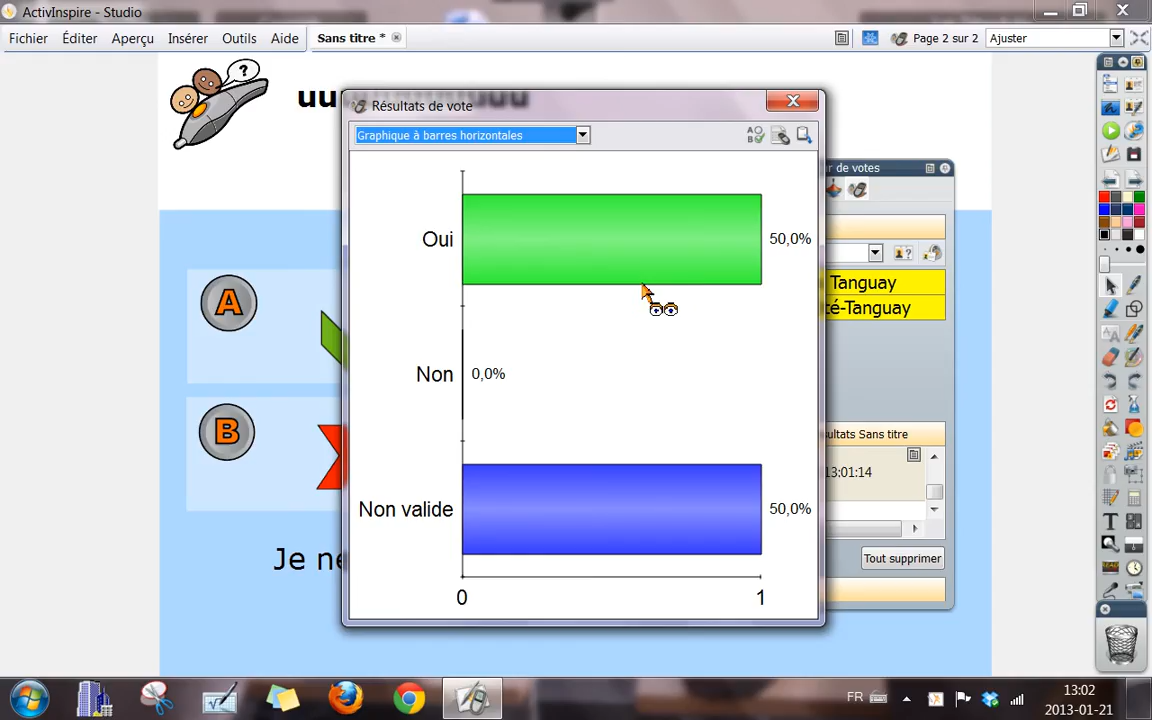 ActivInspire - Studio
Fichier Éditer Aperçu Insérer Outils Aide Sans titre * Page 2 sur 2 Ajuster
?
Résultats de vote
Graphique à barres horizontales
Oui 50,0%
Non 0,0%
Non valide 50,0%
0 1
A
B
Je ne
ur de votes
Tanguay
té-Tanguay
sultats Sans titre
13:01:14
Tout supprimer
FR
13:02
2013-01-21